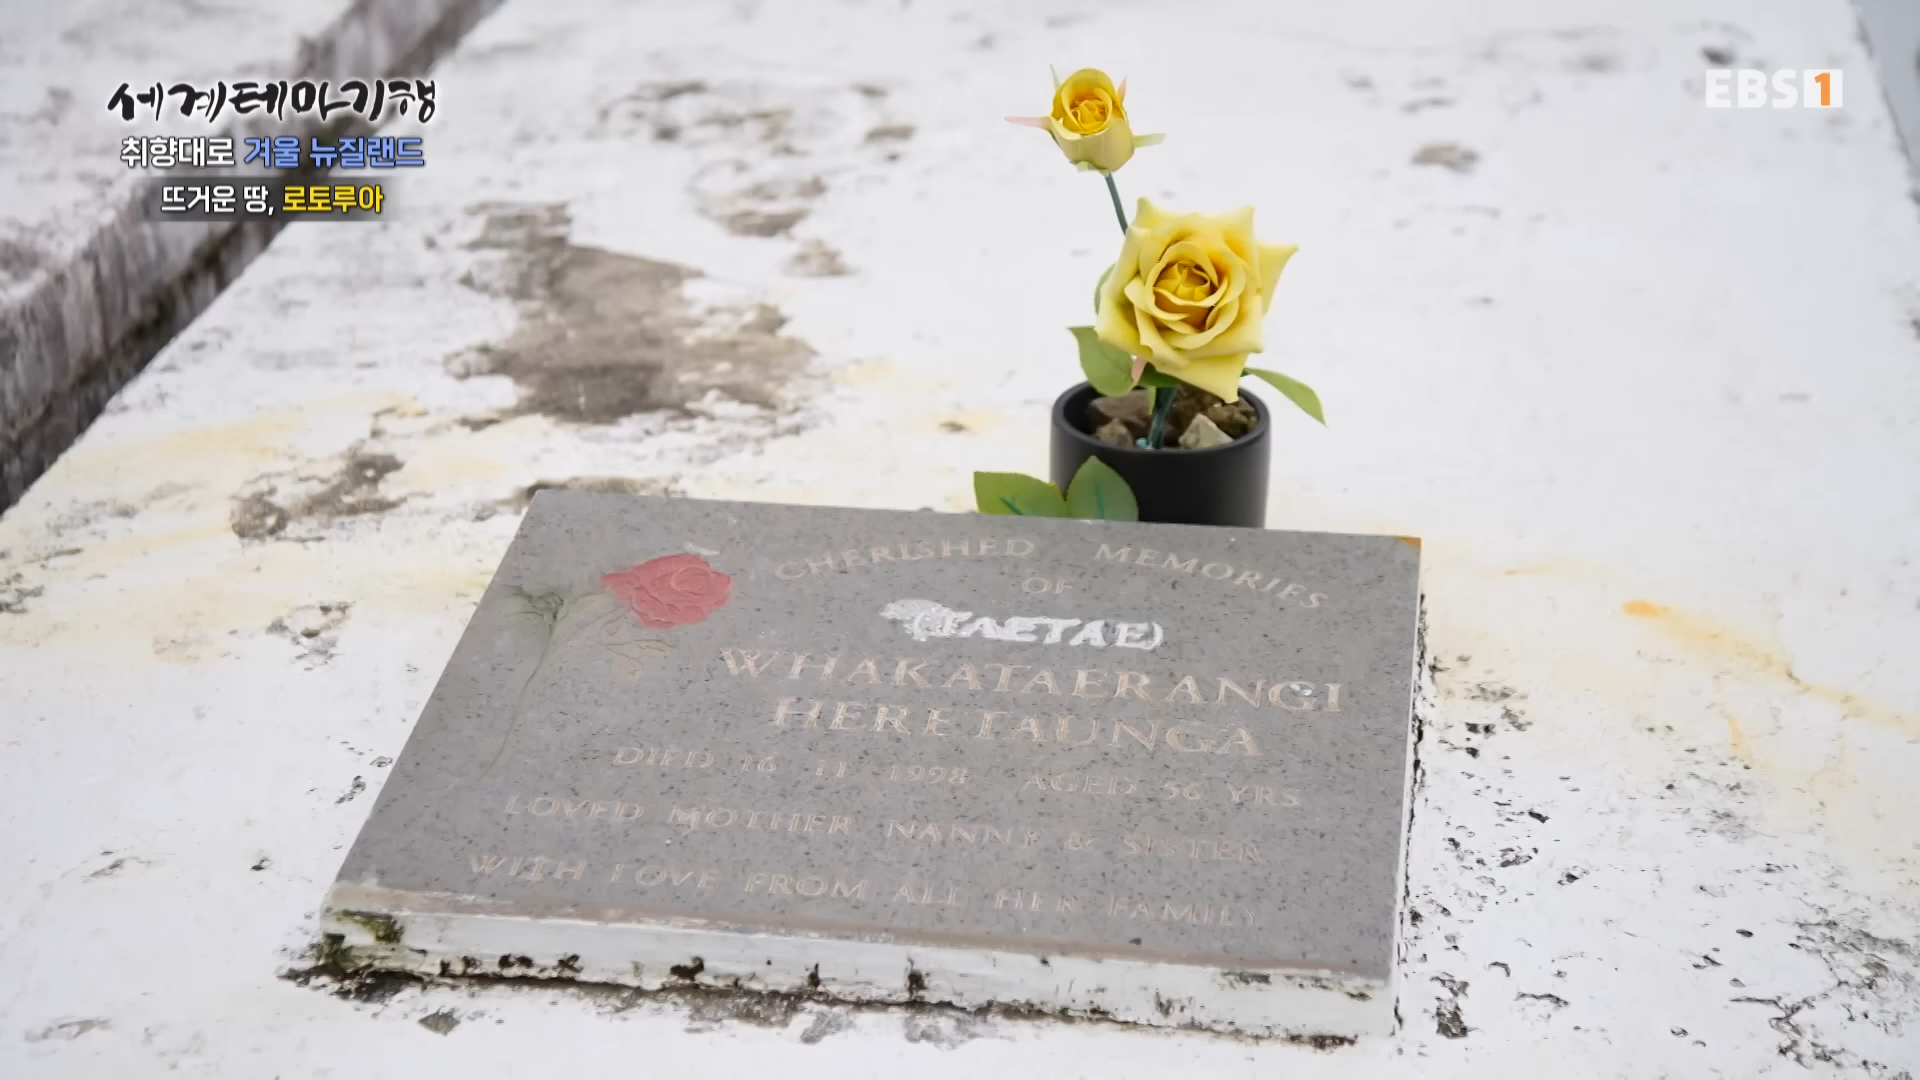 세계테마기행
취향대로 겨울 뉴질랜드
뜨거운 땅, 로토루아
EBS1
CHERISHED MEMORIES
OF
(TAETAE)
WHAKATAERANGI
HERETAUNGA
DIED 16 11 1998 AGED 56 YRS
LOVED MOTHER NANNY & SISTER
WITH LOVE FROM ALL HER FAMILY